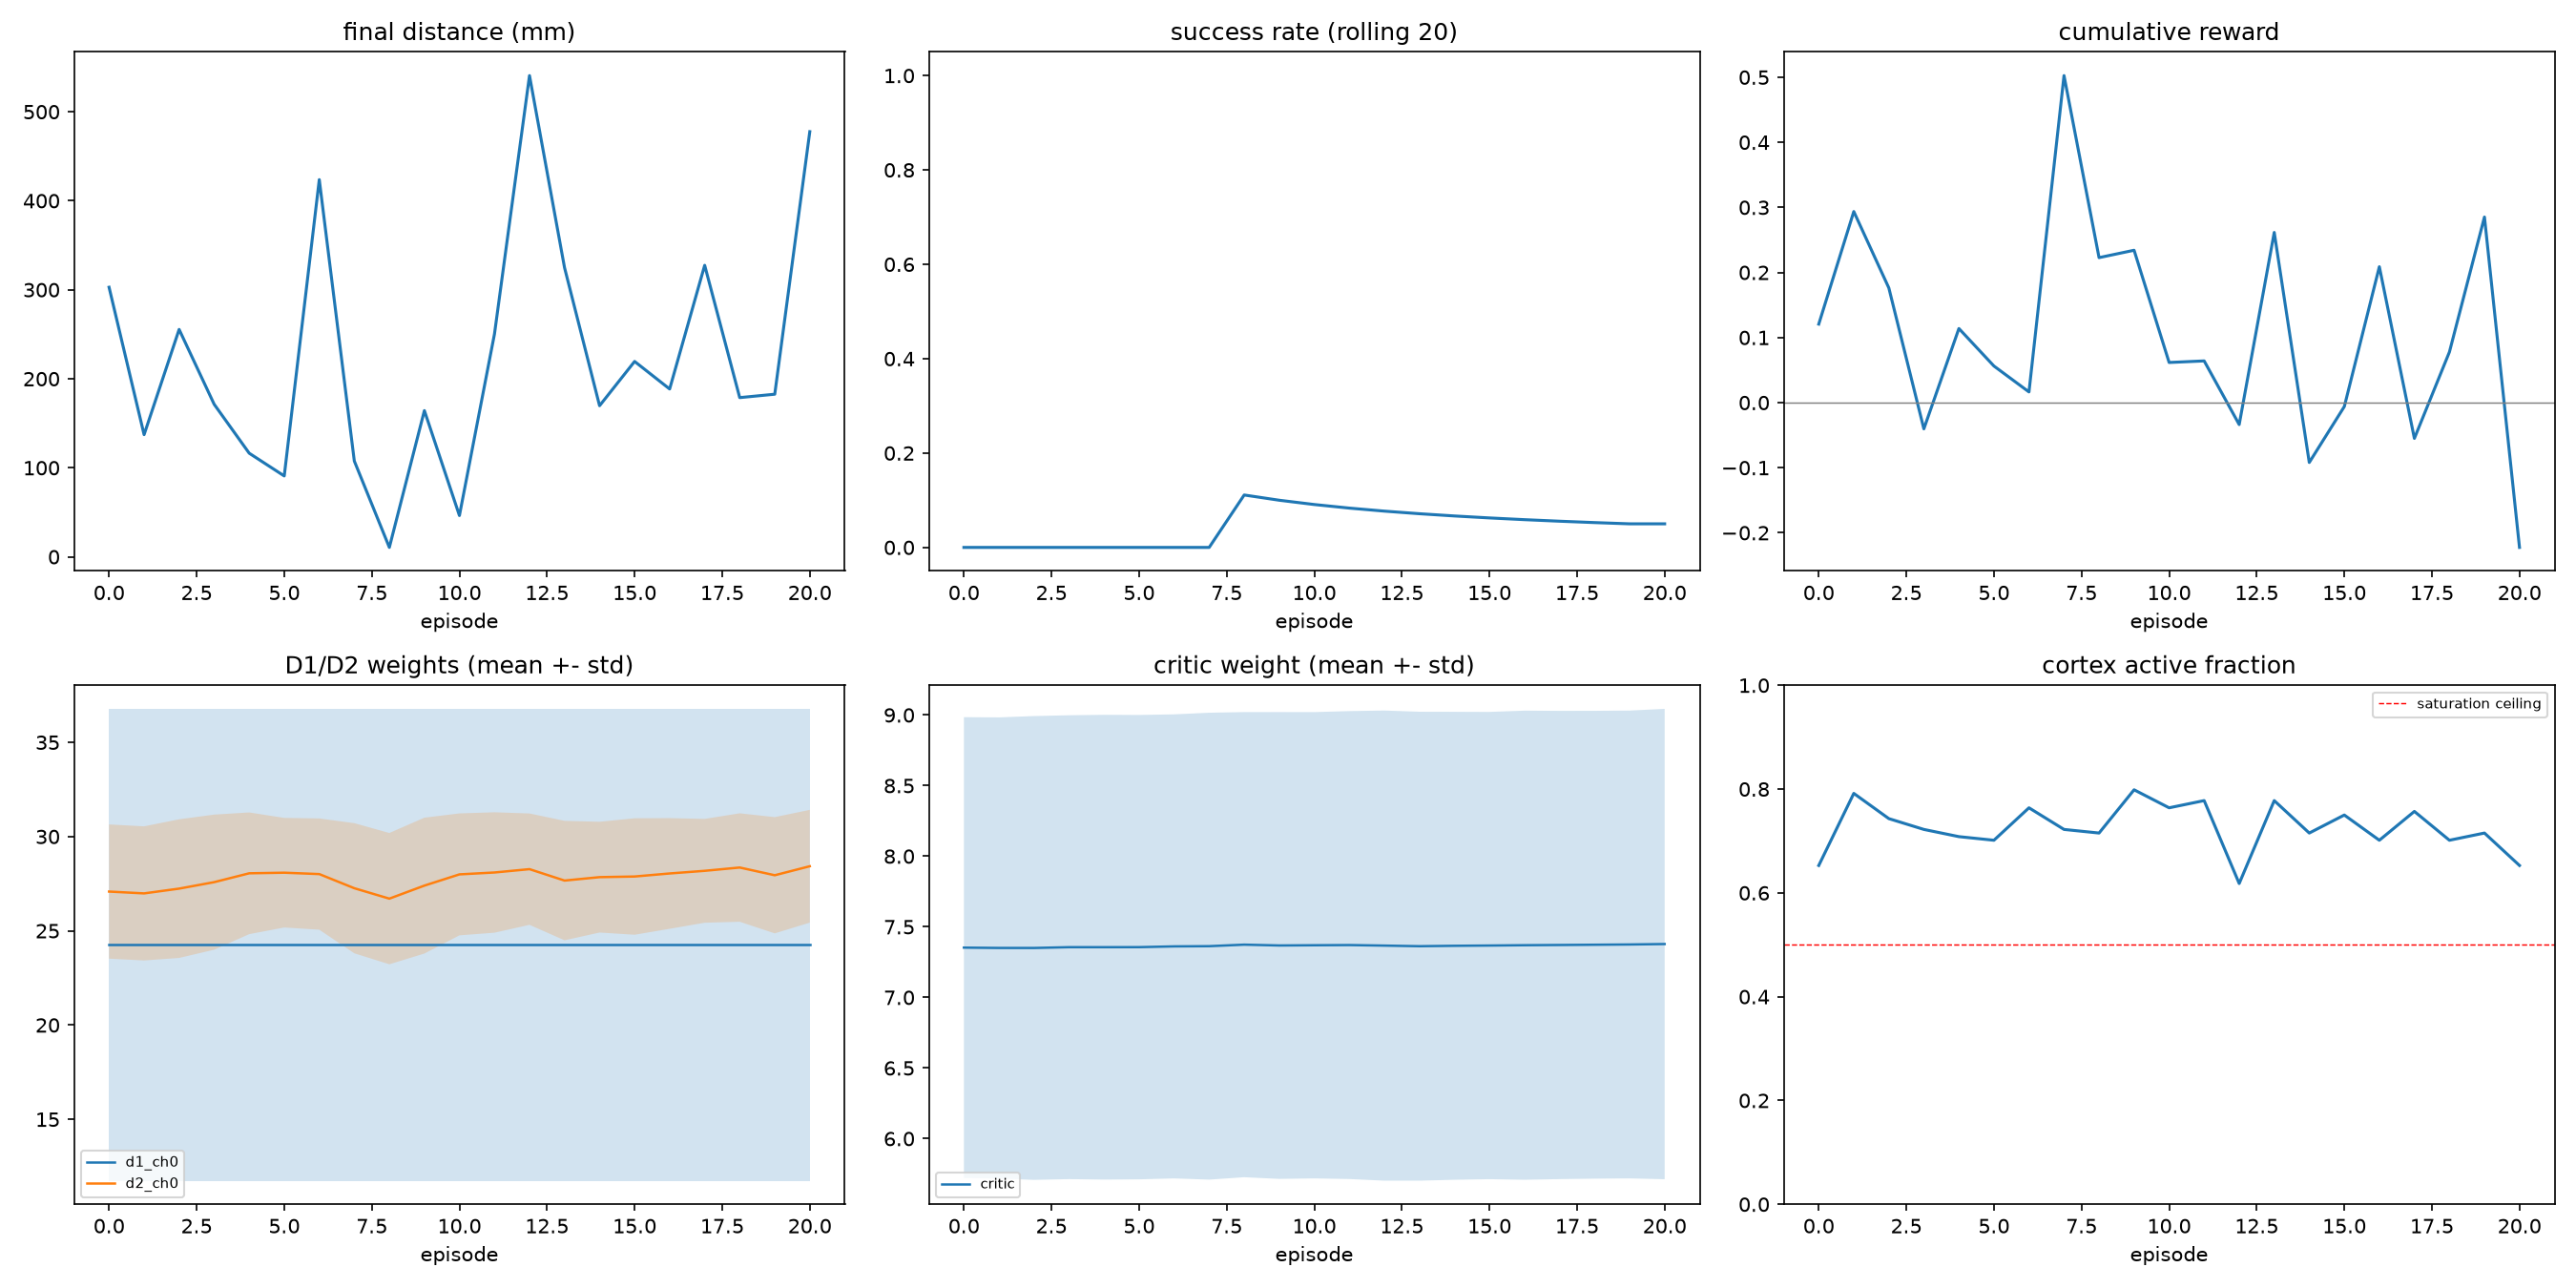 final distance (mm)
500
400
300
200
100
0
0.0 2.5 5.0 7.5 10.0 12.5 15.0 17.5 20.0
episode
success rate (rolling 20)
1.0
0.8
0.6
0.4
0.2
0.0
0.0 2.5 5.0 7.5 10.0 12.5 15.0 17.5 20.0
episode
cumulative reward
0.5
0.4
0.3
0.2
0.1
0.0
−0.1
−0.2
0.0 2.5 5.0 7.5 10.0 12.5 15.0 17.5 20.0
episode
D1/D2 weights (mean +- std)
35
30
25
20
15
d1_ch0
d2_ch0
0.0 2.5 5.0 7.5 10.0 12.5 15.0 17.5 20.0
episode
critic weight (mean +- std)
9.0
8.5
8.0
7.5
7.0
6.5
6.0
critic
0.0 2.5 5.0 7.5 10.0 12.5 15.0 17.5 20.0
episode
cortex active fraction
1.0
saturation ceiling
0.8
0.6
0.4
0.2
0.0
0.0 2.5 5.0 7.5 10.0 12.5 15.0 17.5 20.0
episode